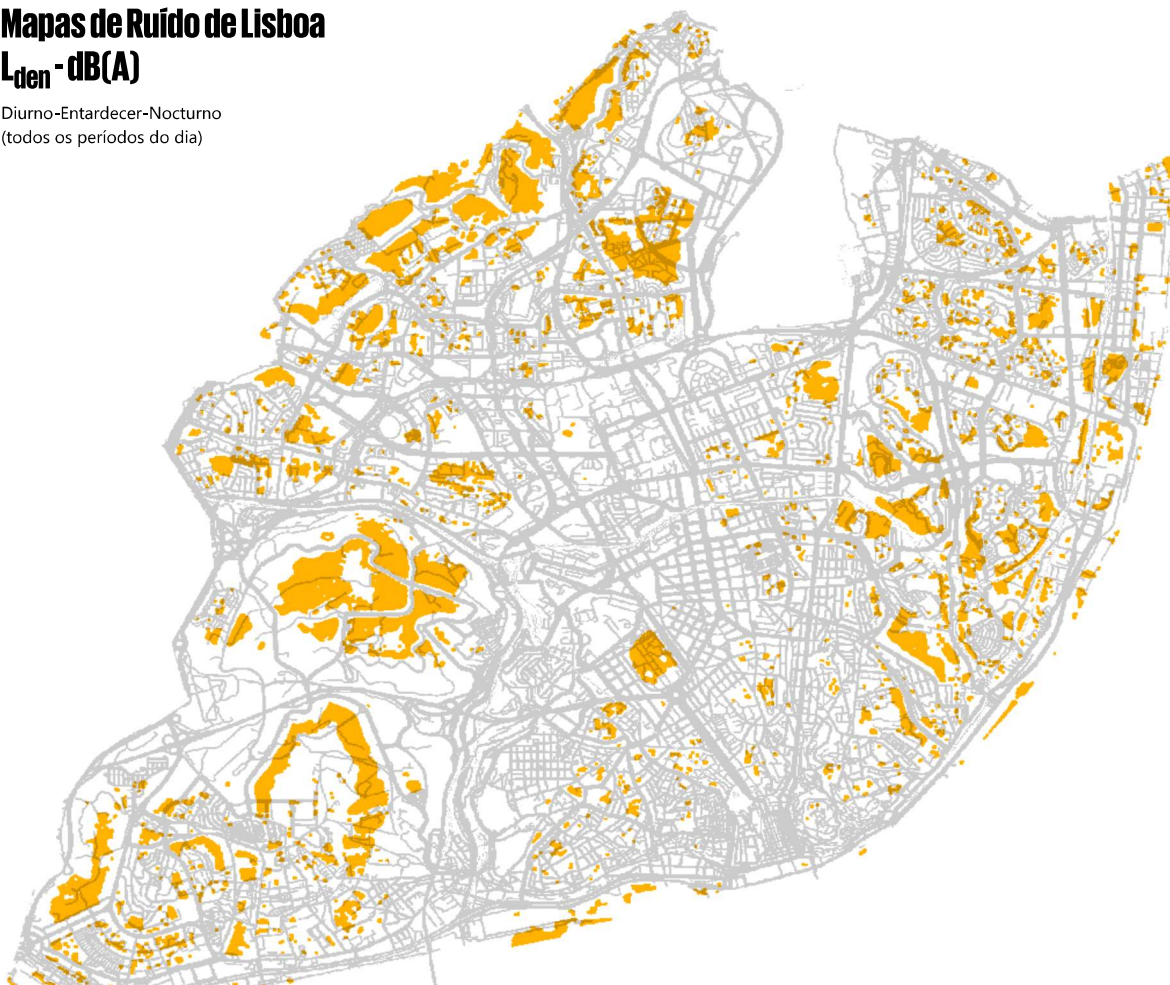 Mapas de Ruído de Lisboa
Lden - dB(A)
Diurno-Entardecer-Nocturno
(todos os períodos do dia)